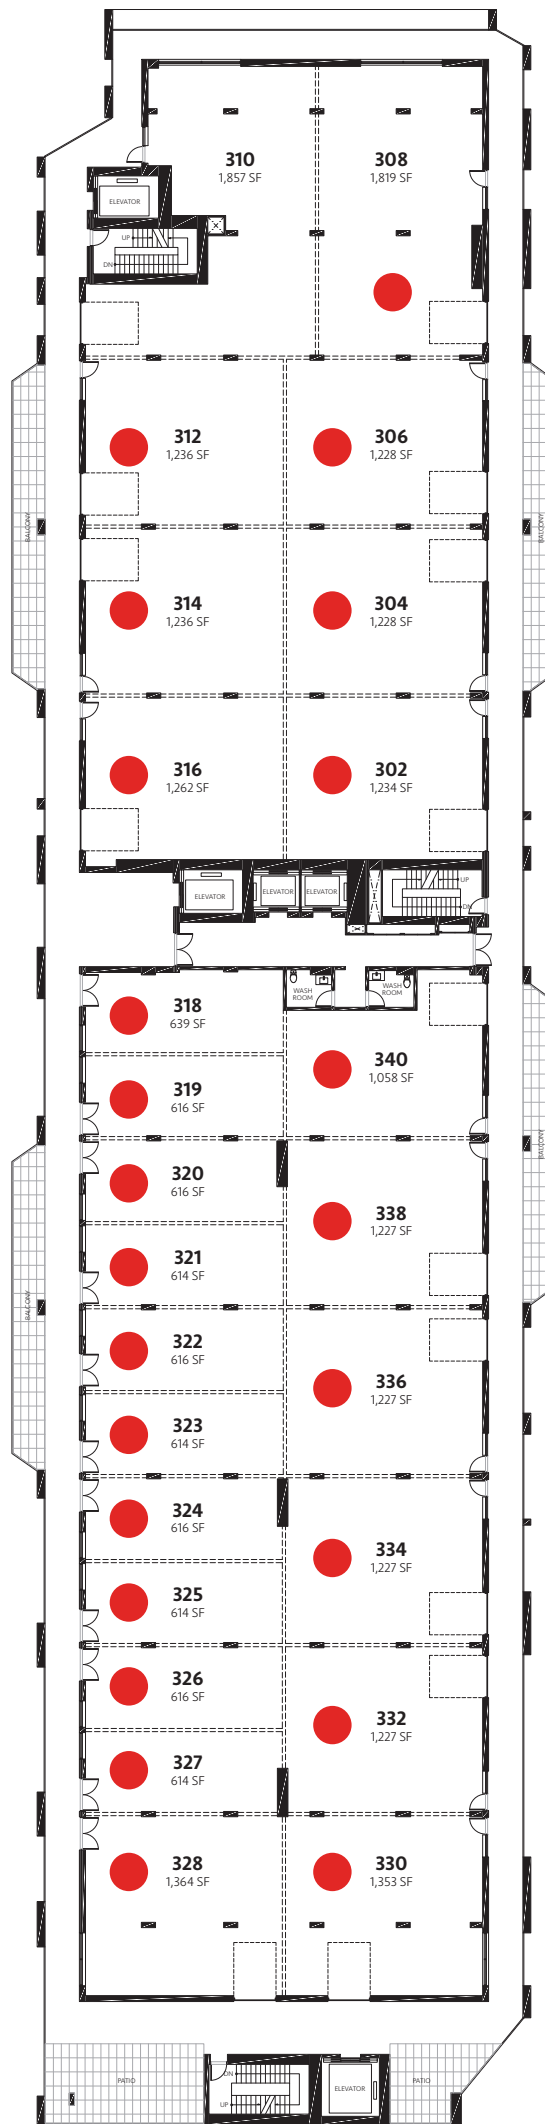 310
1,857 SF
308
1,819 SF
ELEVATOR
UP
DN
312
1,236 SF
306
1,228 SF
BALCONY
BALCONY
314
1,236 SF
304
1,228 SF
316
1,262 SF
302
1,234 SF
ELEVATOR
ELEVATOR
ELEVATOR
UP
DN
WASH
ROOM
WASH
ROOM
318
639 SF
340
1,058 SF
319
616 SF
BALCONY
320
616 SF
338
1,227 SF
321
614 SF
BALCONY
322
616 SF
336
1,227 SF
323
614 SF
324
616 SF
334
1,227 SF
325
614 SF
326
616 SF
332
1,227 SF
327
614 SF
328
1,364 SF
330
1,353 SF
PATIO
DN
UP
ELEVATOR
PATIO